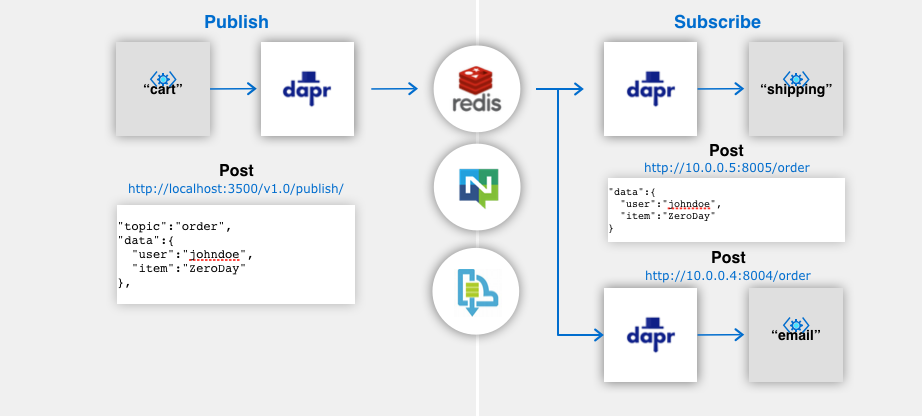 Publish
Subscribe
“cart”
dapr
redis
dapr
“shipping”
Post
http://localhost:3500/v1.0/publish/
"topic":"order",
"data":{
"user":"johndoe",
"item":"ZeroDay"
},
N
Post
http://10.0.0.5:8005/order
"data":{
"user":"johndoe",
"item":"ZeroDay"
}
Post
http://10.0.0.4:8004/order
dapr
“email”